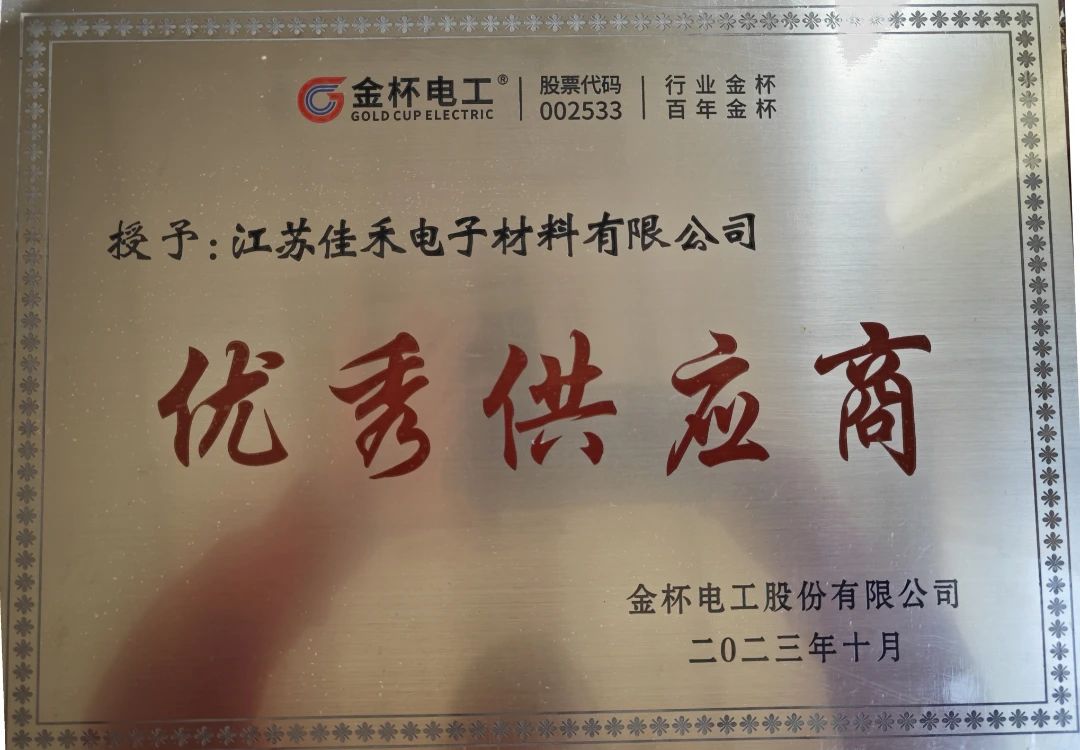 金杯电工® 股票代码 行业金杯
GOLD CUP ELECTRIC 002533 百年金杯
授予：江苏佳禾电子材料有限公司
优秀供应商
金杯电工股份有限公司
二0二三年十月